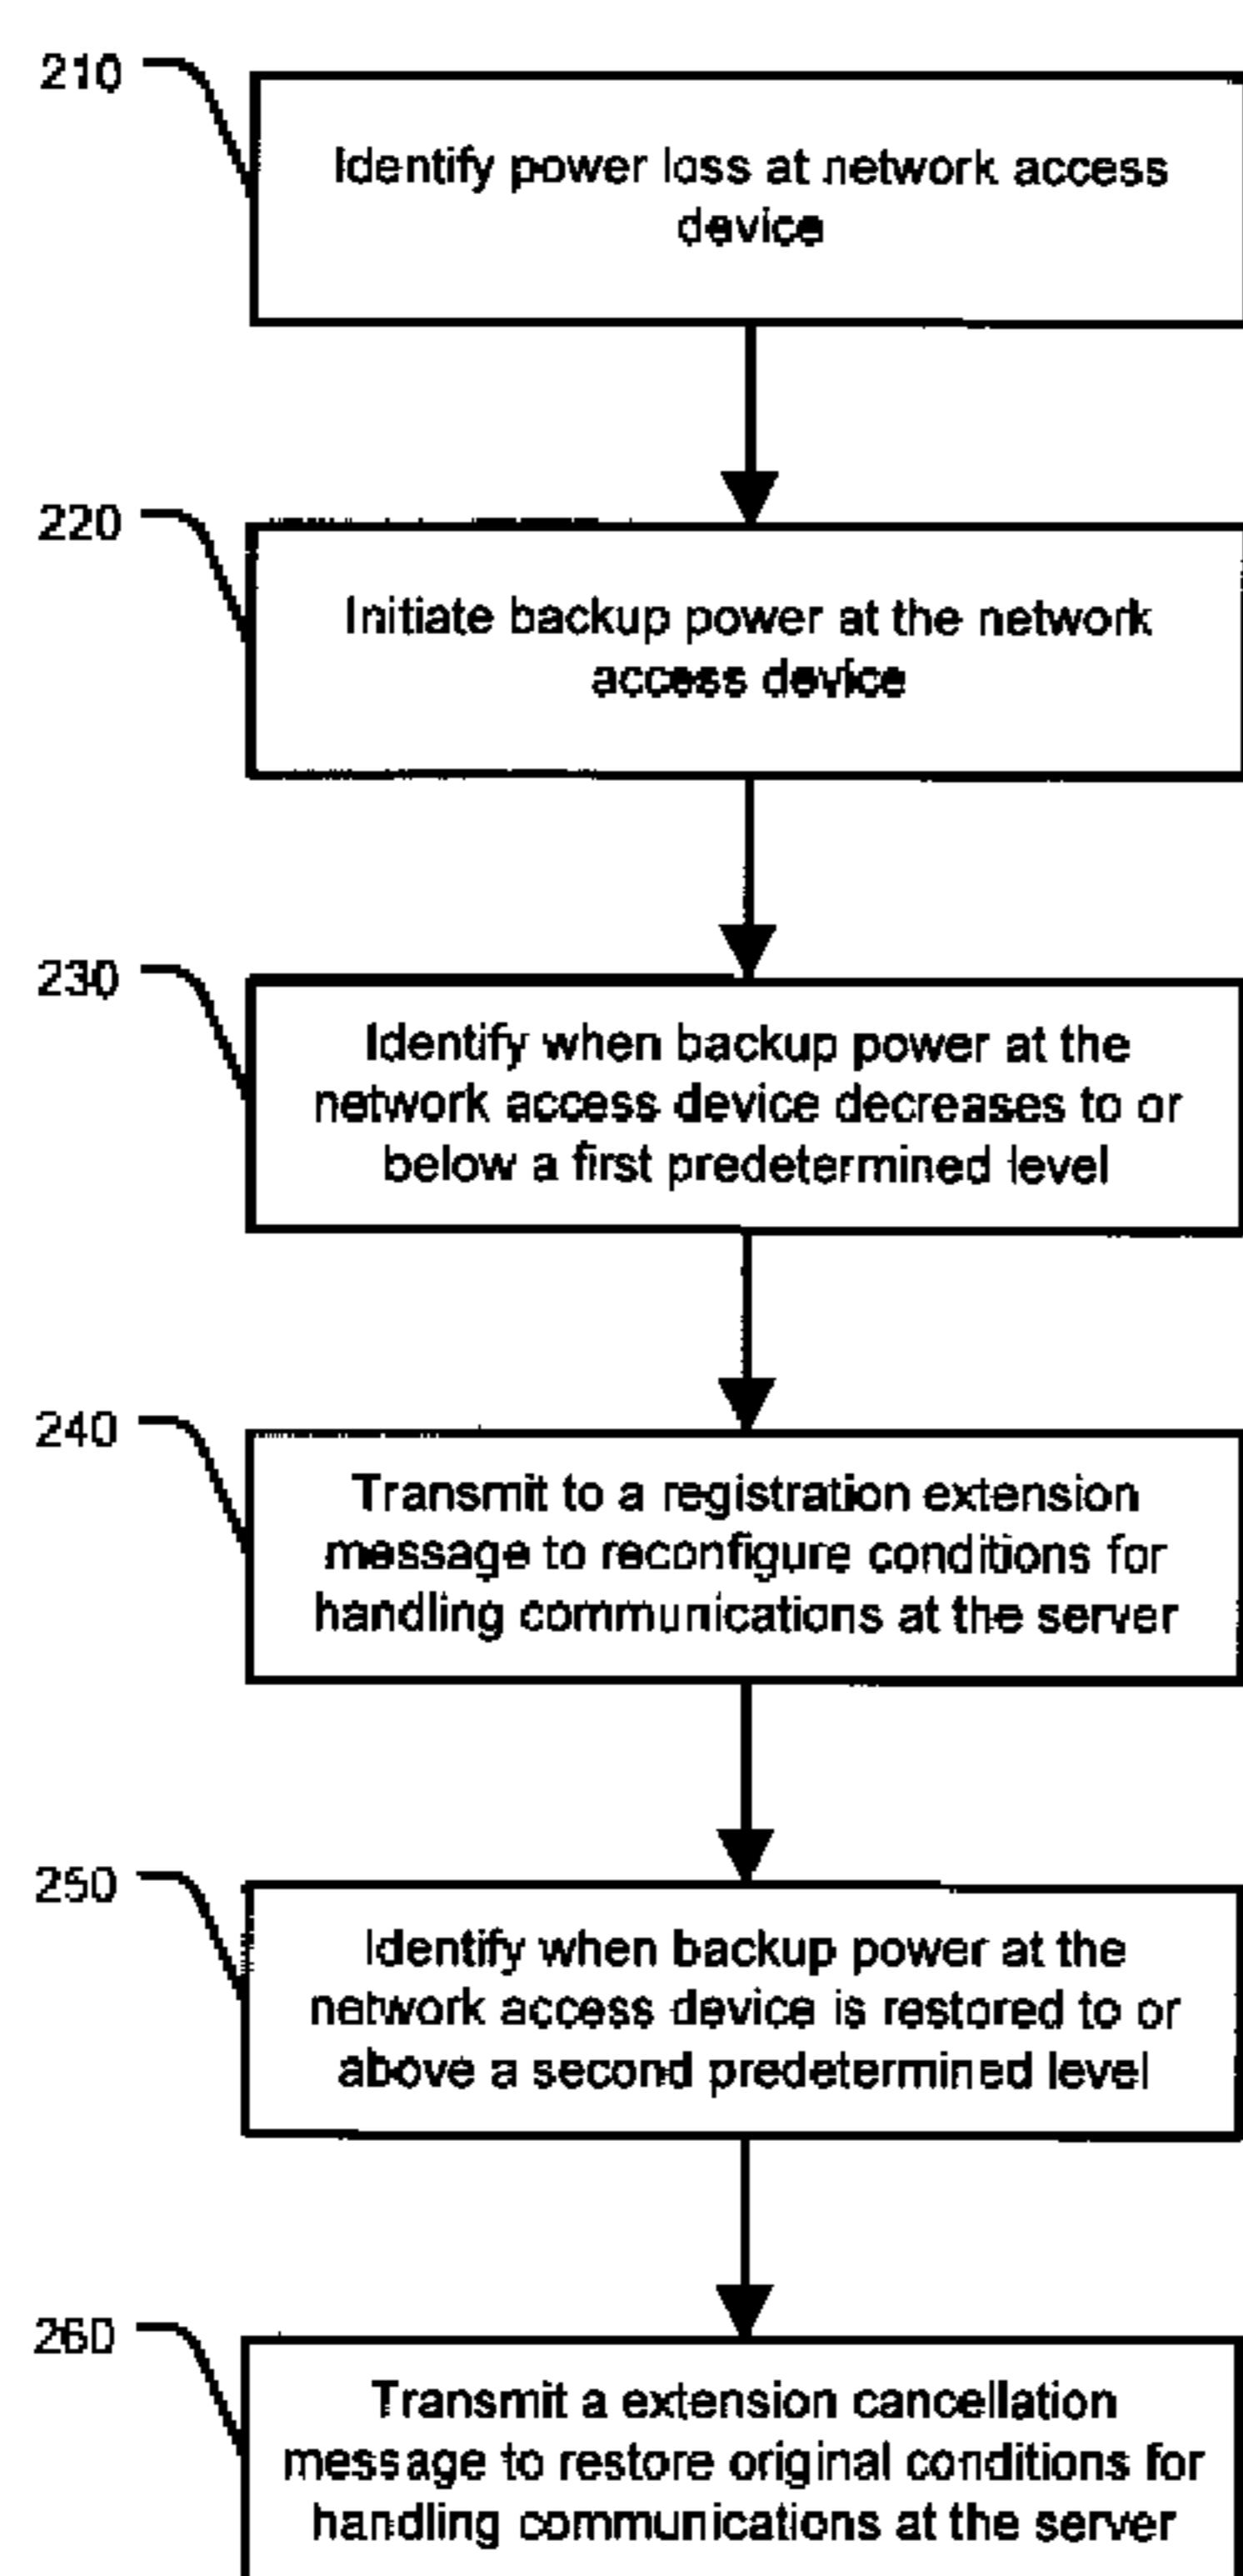 210
Identify power loss at network access
device
220
Initiate backup power at the network
access device
230
Identify when backup power at the
network access device decreases to or
below a first predetermined level
240
Transmit to a registration extension
message to reconfigure conditions for
handling communications at the server
250
Identify when backup power at the
network access device is restored to or
above a second predetermined level
260
Transmit a extension cancellation
message to restore original conditions for
handling communications at the server